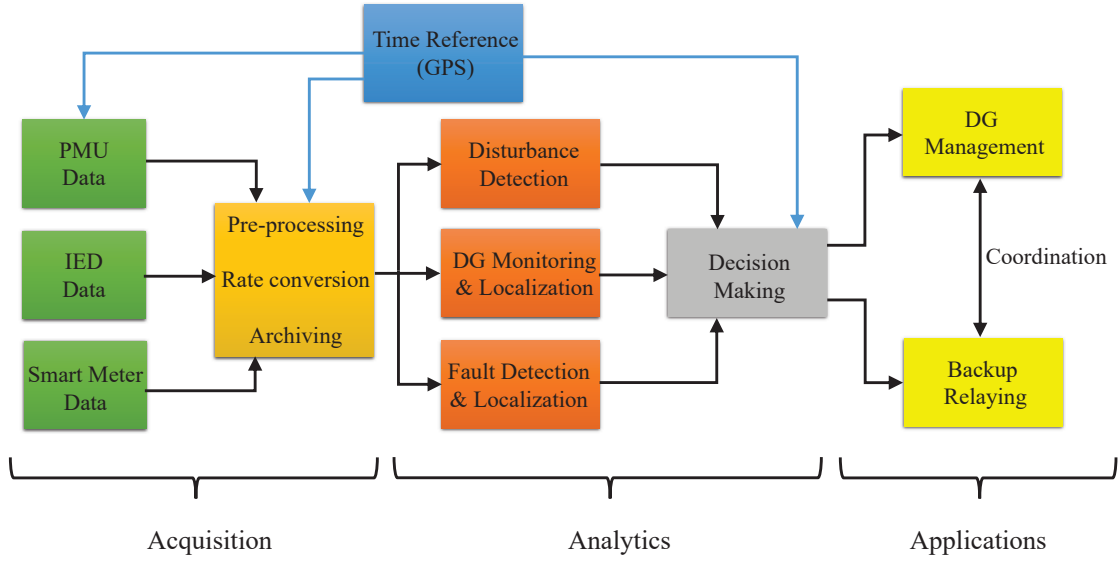 Time Reference
(GPS)
PMU
Data
IED
Data
Smart Meter
Data
Pre-processing
Rate conversion
Archiving
Disturbance
Detection
DG Monitoring
& Localization
Fault Detection
& Localization
Decision
Making
DG
Management
Coordination
Backup
Relaying
Acquisition
Analytics
Applications